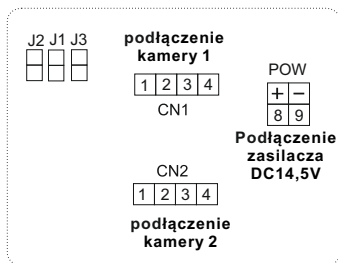 J2 J1 J3
podłączenie
kamery 1
1 2 3 4
CN1
POW
+ −
8 9
Podłączenie
zasilacza
DC14,5V
CN2
1 2 3 4
podłączenie
kamery 2